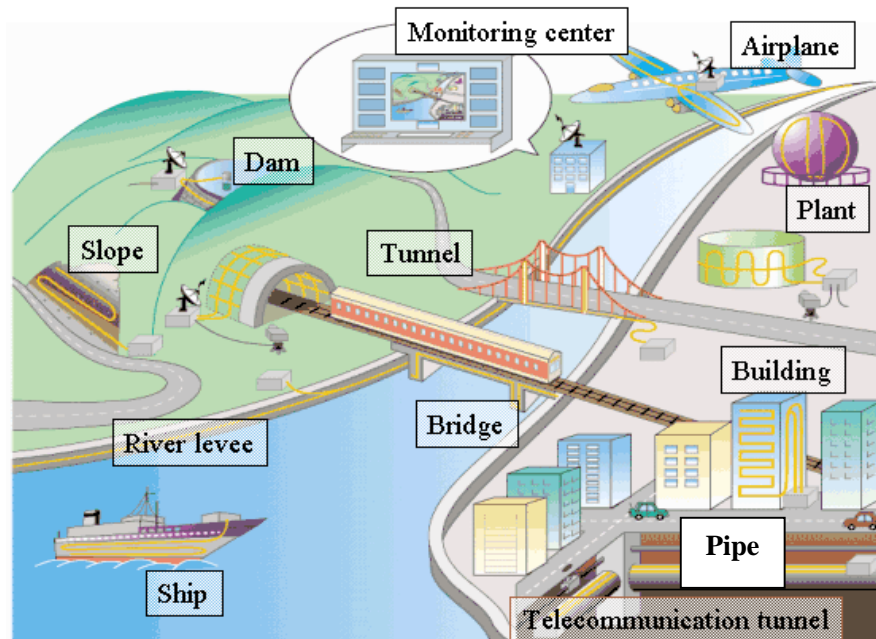 Monitoring center
Airplane
Dam
Plant
Slope
Tunnel
Building
Bridge
River levee
Pipe
Ship
Telecommunication tunnel